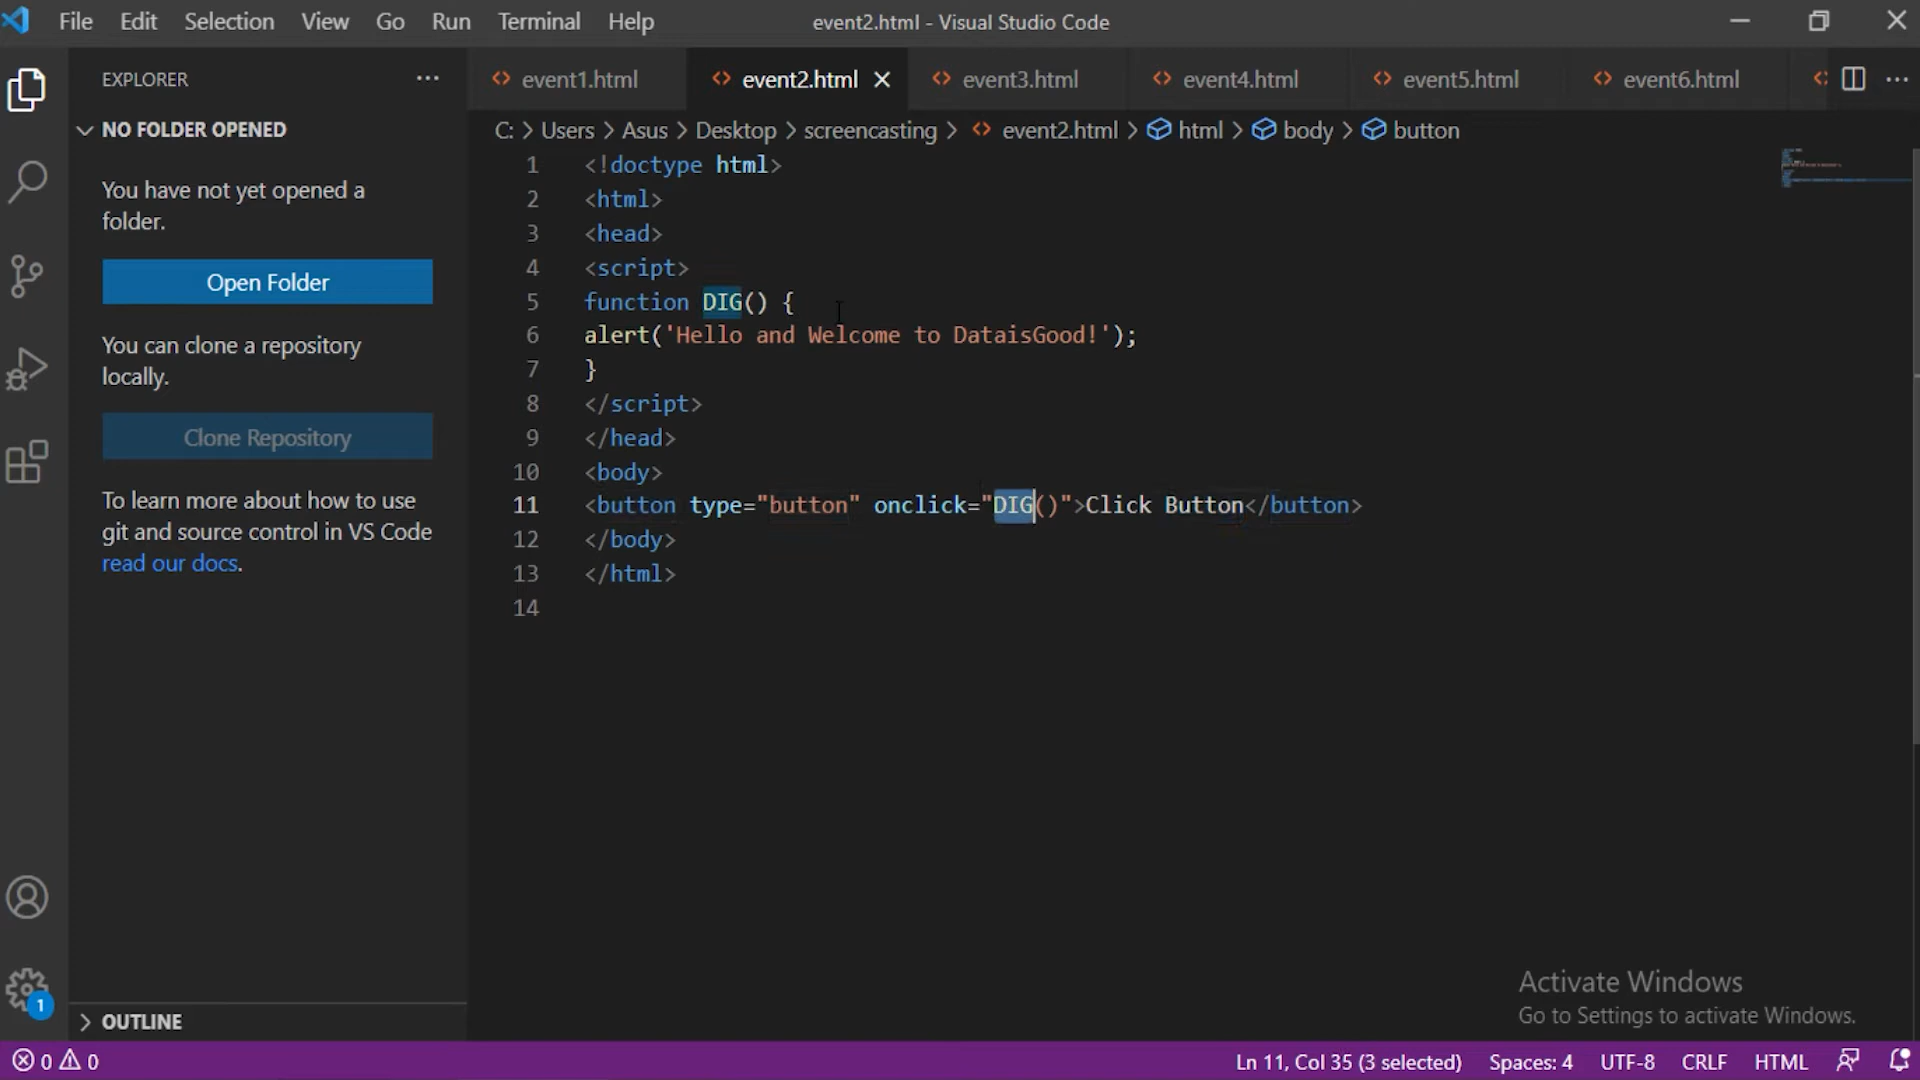 File Edit Selection View Go Run Terminal Help event2.html - Visual Studio Code
EXPLORER
event1.html event2.html event3.html event4.html event5.html event6.html
NO FOLDER OPENED
C: > Users > Asus > Desktop > screencasting > event2.html > html > body > button
You have not yet opened a
folder.
Open Folder
You can clone a repository
locally.
Clone Repository
To learn more about how to use
git and source control in VS Code
read our docs.
1 <!doctype html>
2 <html>
3 <head>
4 <script>
5 function DIG() {
6 alert('Hello and Welcome to DataisGood!');
7 }
8 </script>
9 </head>
10 <body>
11 <button type="button" onclick="DIG()">Click Button</button>
12 </body>
13 </html>
14
Activate Windows
Go to Settings to activate Windows.
1
OUTLINE
0 0 Ln 11, Col 35 (3 selected) Spaces: 4 UTF-8 CRLF HTML